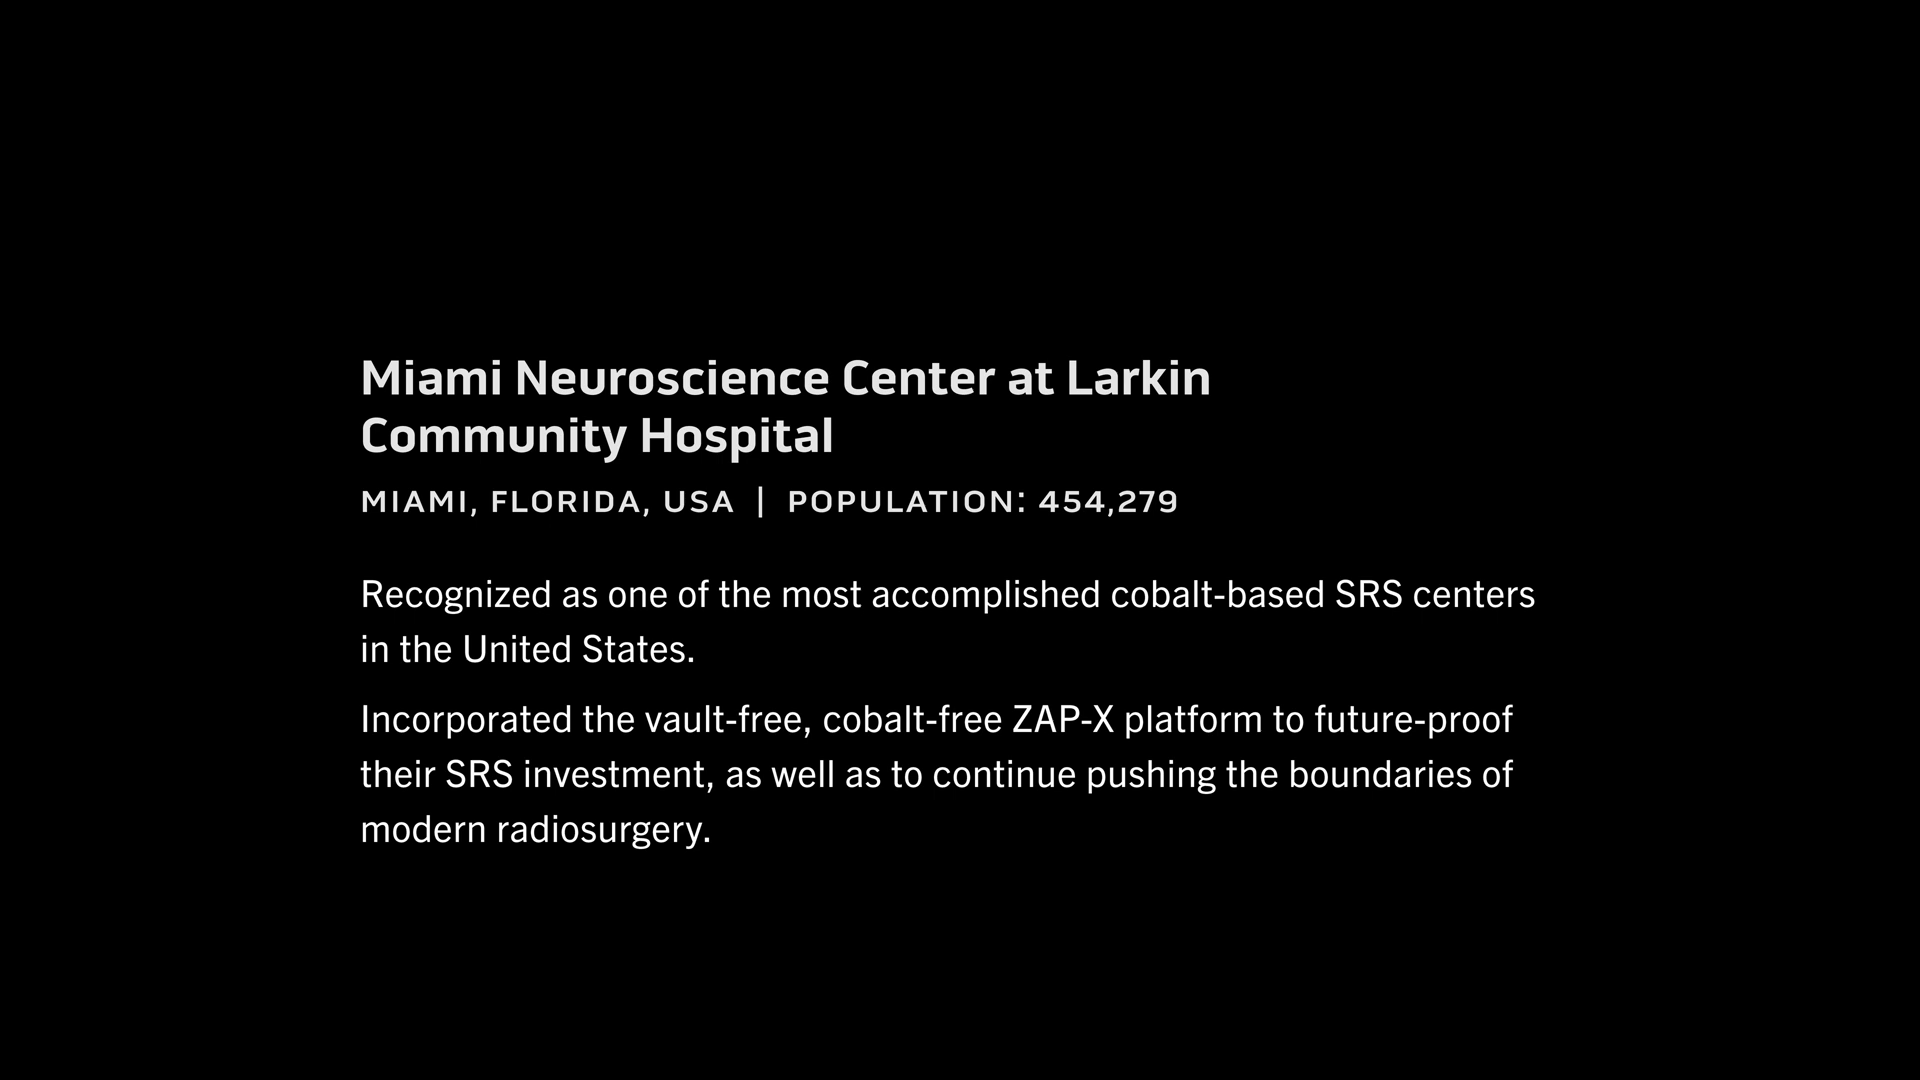 Miami Neuroscience Center at Larkin
Community Hospital
MIAMI, FLORIDA, USA | POPULATION: 454,279
Recognized as one of the most accomplished cobalt-based SRS centers
in the United States.
Incorporated the vault-free, cobalt-free ZAP-X platform to future-proof
their SRS investment, as well as to continue pushing the boundaries of
modern radiosurgery.